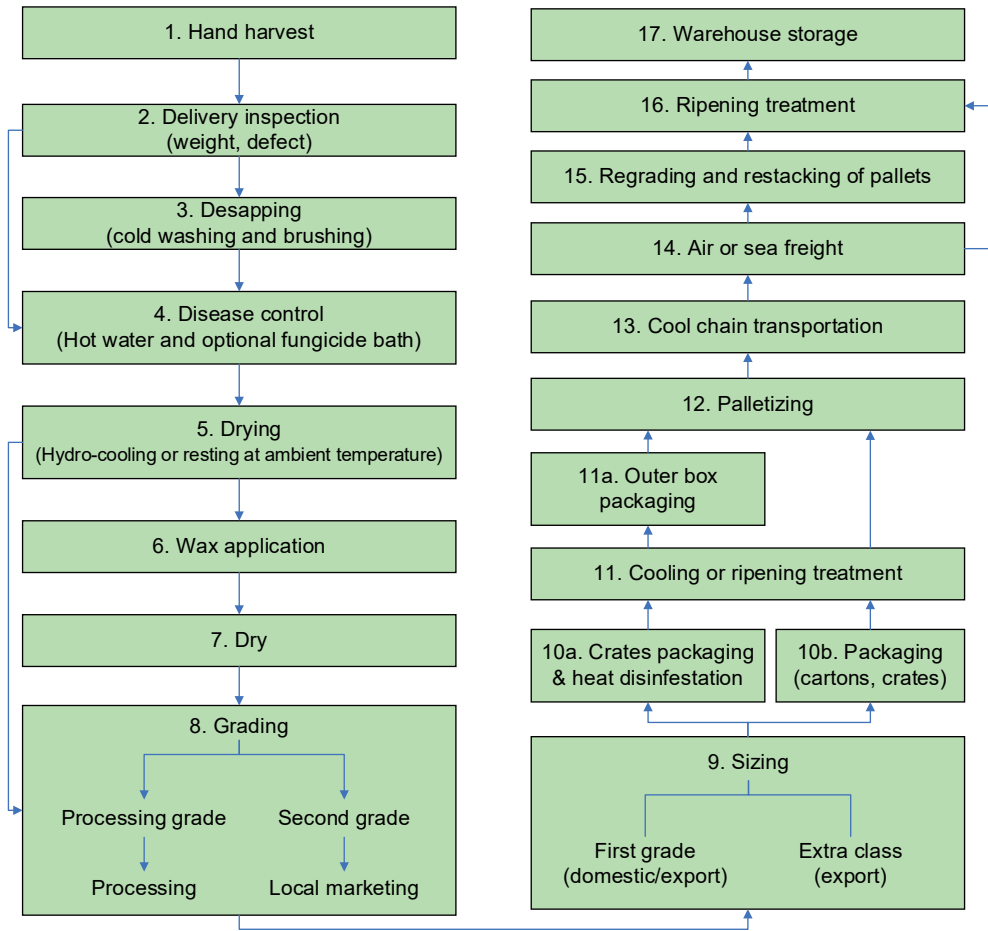 1. Hand harvest
2. Delivery inspection
(weight, defect)
3. Desapping
(cold washing and brushing)
4. Disease control
(Hot water and optional fungicide bath)
5. Drying
(Hydro-cooling or resting at ambient temperature)
6. Wax application
7. Dry
8. Grading
Processing grade
Second grade
Processing
Local marketing
17. Warehouse storage
16. Ripening treatment
15. Regrading and restacking of pallets
14. Air or sea freight
13. Cool chain transportation
12. Palletizing
11a. Outer box
packaging
11. Cooling or ripening treatment
10a. Crates packaging
& heat disinfestation
10b. Packaging
(cartons, crates)
9. Sizing
First grade
(domestic/export)
Extra class
(export)